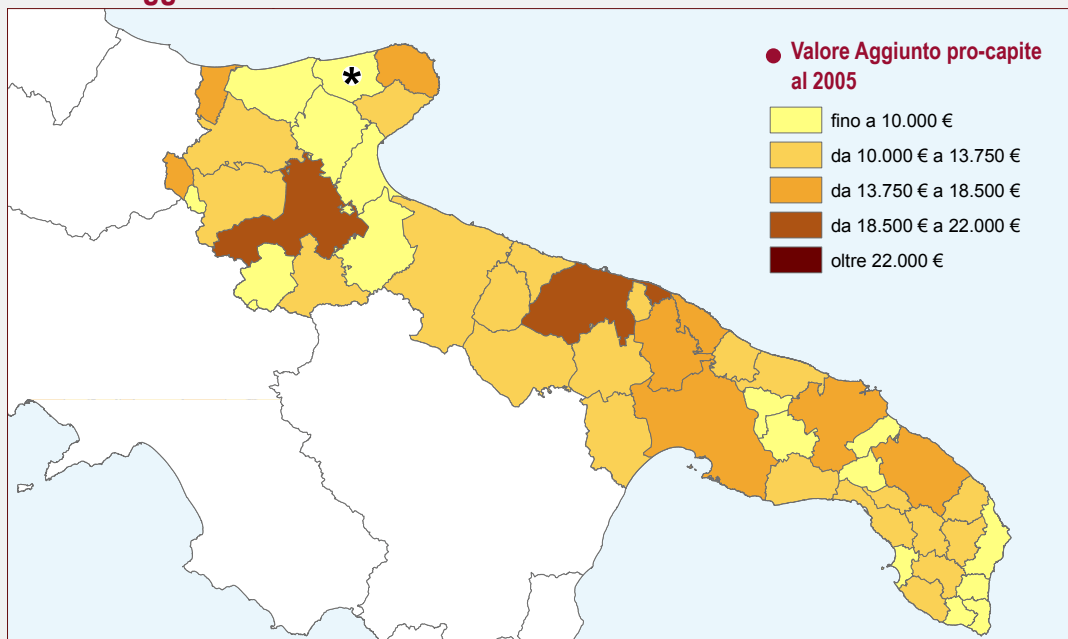 Valore Aggiunto pro-capite
al 2005
fino a 10.000 €
da 10.000 € a 13.750 €
da 13.750 € a 18.500 €
da 18.500 € a 22.000 €
oltre 22.000 €
*